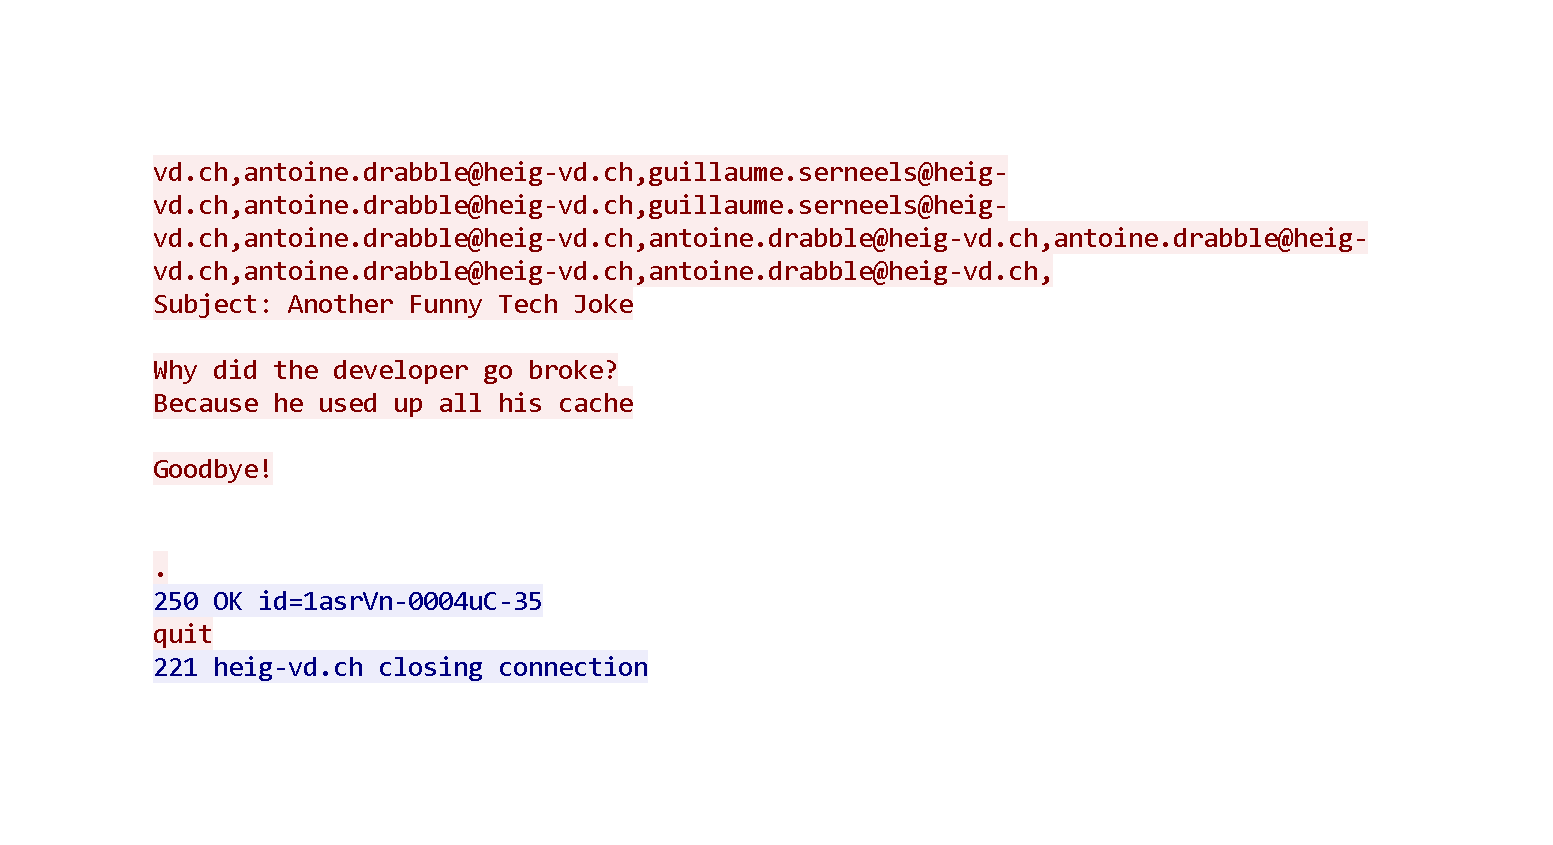 vd.ch,antoine.drabble@heig-vd.ch,guillaume.serneels@heig-
vd.ch,antoine.drabble@heig-vd.ch,guillaume.serneels@heig-
vd.ch,antoine.drabble@heig-vd.ch,antoine.drabble@heig-vd.ch,antoine.drabble@heig-
vd.ch,antoine.drabble@heig-vd.ch,antoine.drabble@heig-vd.ch,
Subject: Another Funny Tech Joke
Why did the developer go broke?
Because he used up all his cache
Goodbye!
.
250 OK id=1asrVn-0004uC-35
quit
221 heig-vd.ch closing connection